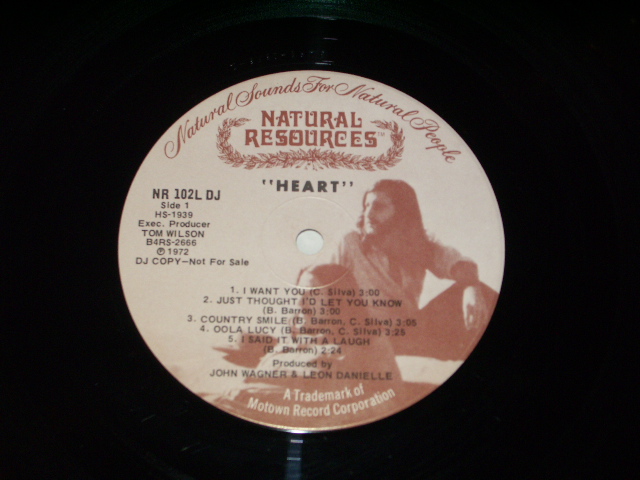 Natural Sounds For Natural People
NATURAL
RESOURCES™
"HEART"
NR 102L DJ
Side 1
HS-1939
Exec. Producer
TOM WILSON
B4RS-2666
℗ 1972
DJ COPY—Not For Sale
1. I WANT YOU (C. Silva) 3:00
2. JUST THOUGHT I'D LET YOU KNOW
(B. Barron) 3:00
3. COUNTRY SMILE (B. Barron, C. Silva) 3:05
4. OOLA LUCY (B. Barron, C. Silva) 3:25
5. I SAID IT WITH A LAUGH
(B. Barron) 2:24
Produced by
JOHN WAGNER & LEON DANIELLE
A Trademark of
Motown Record Corporation